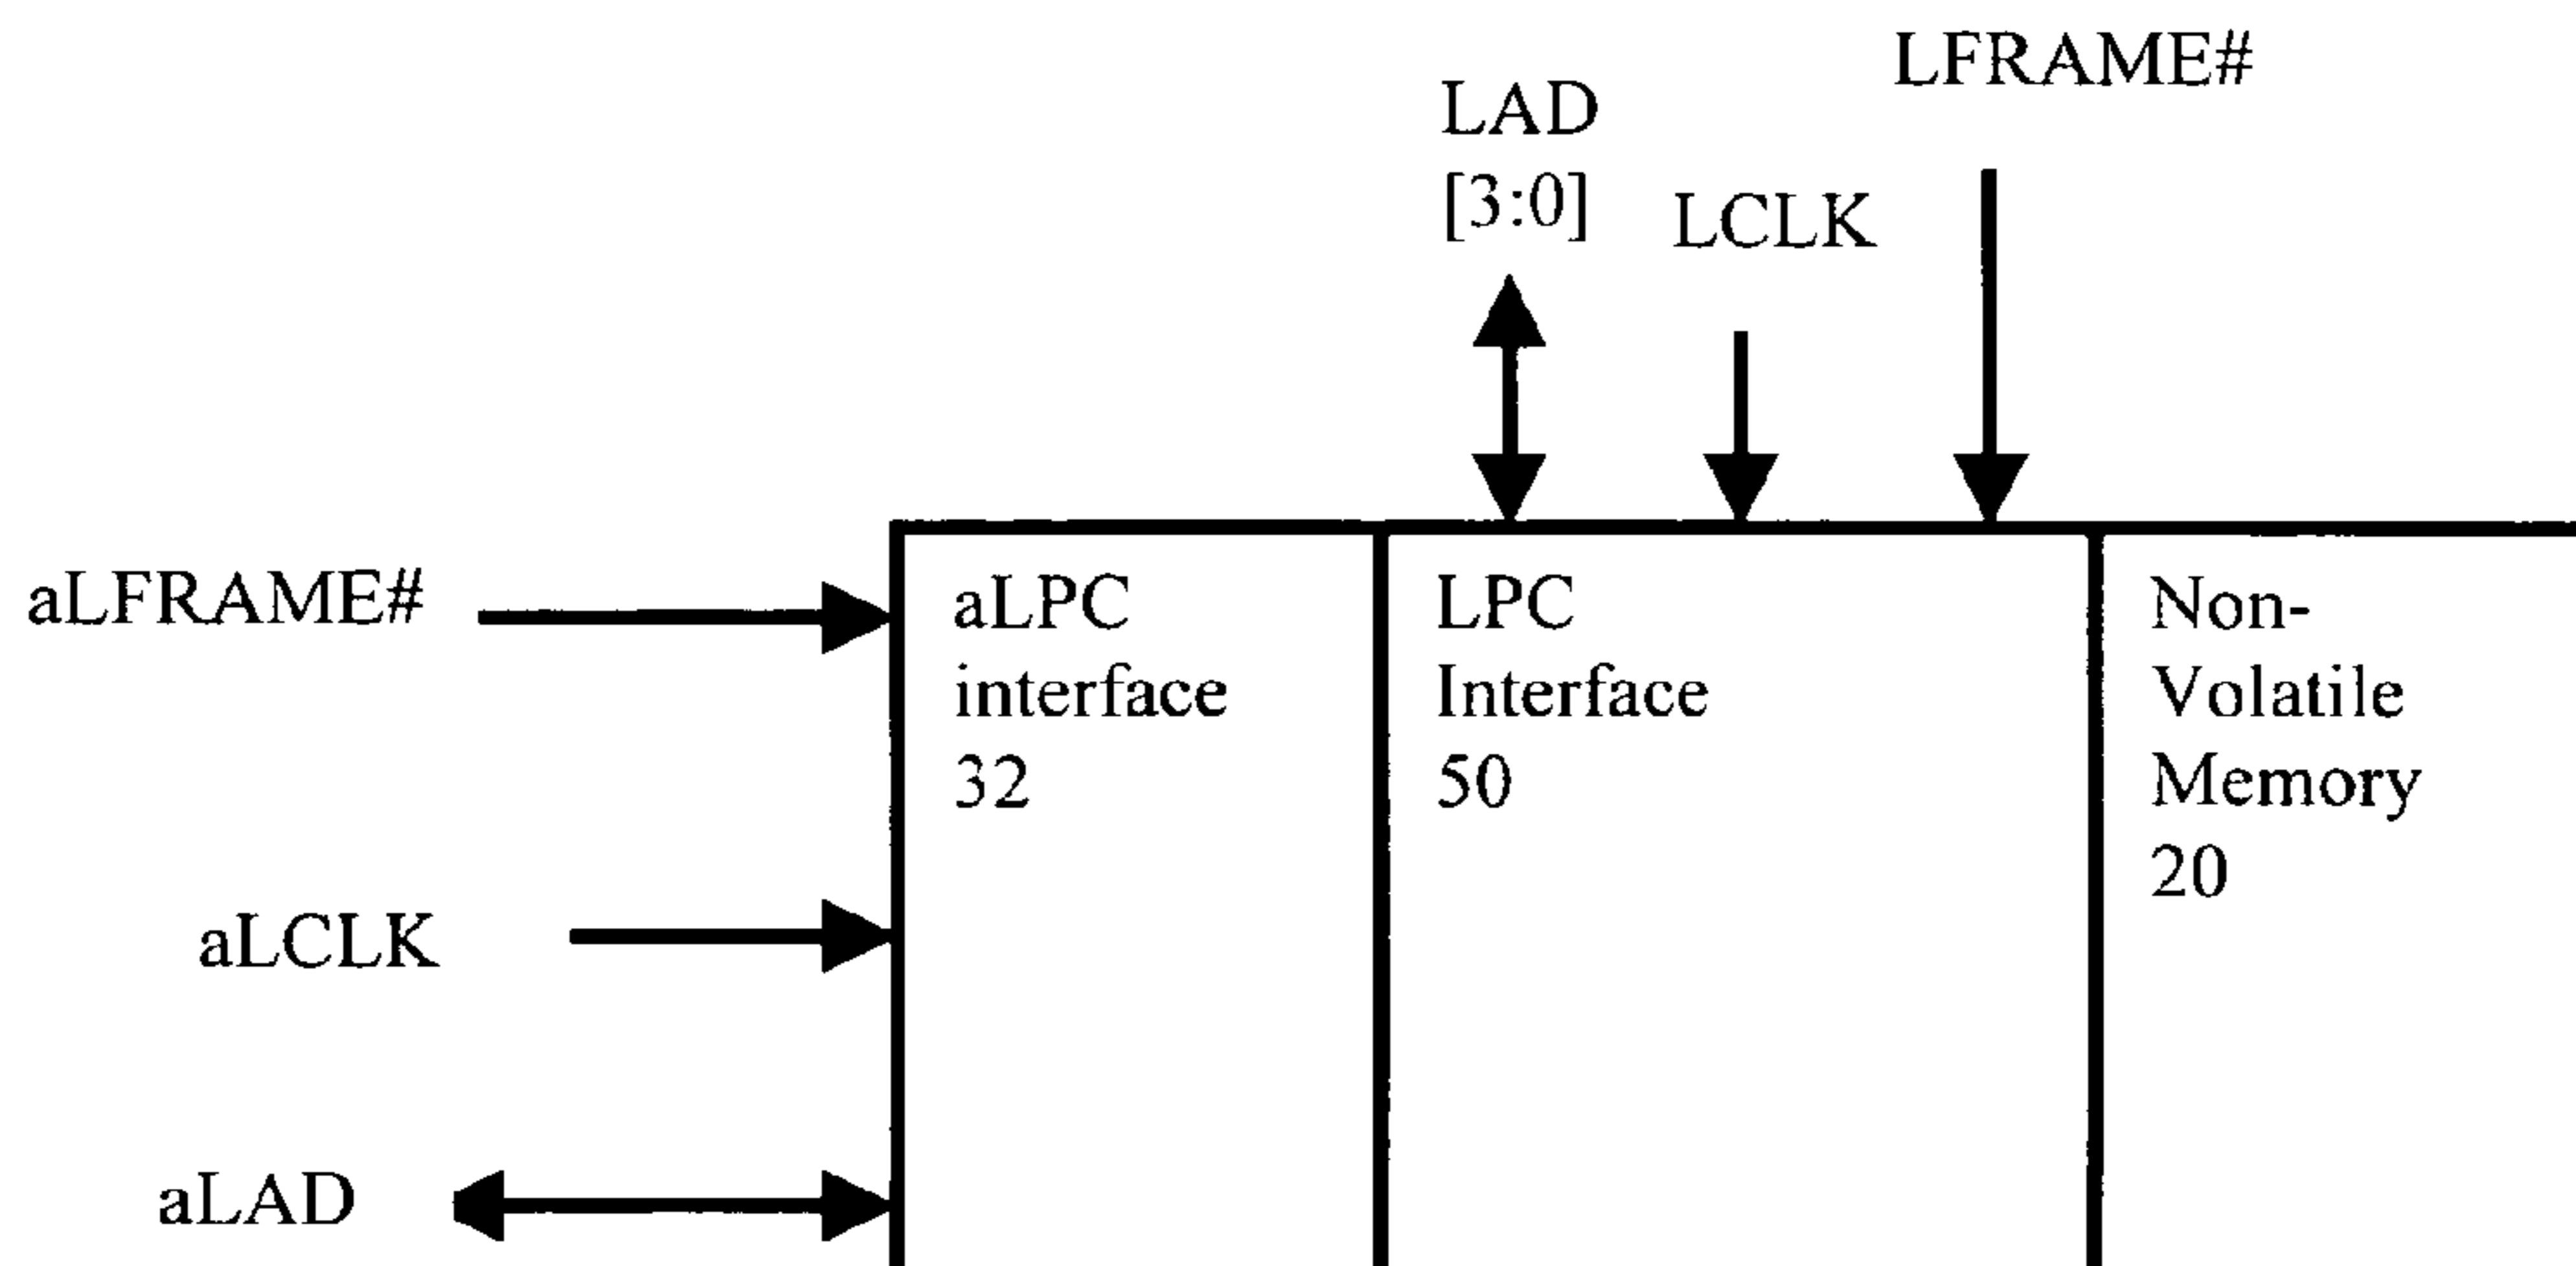 LFRAME#
LAD
[3:0]
LCLK
aLFRAME#
aLPC
interface
32
LPC
Interface
50
Non-
Volatile
Memory
20
aLCLK
aLAD